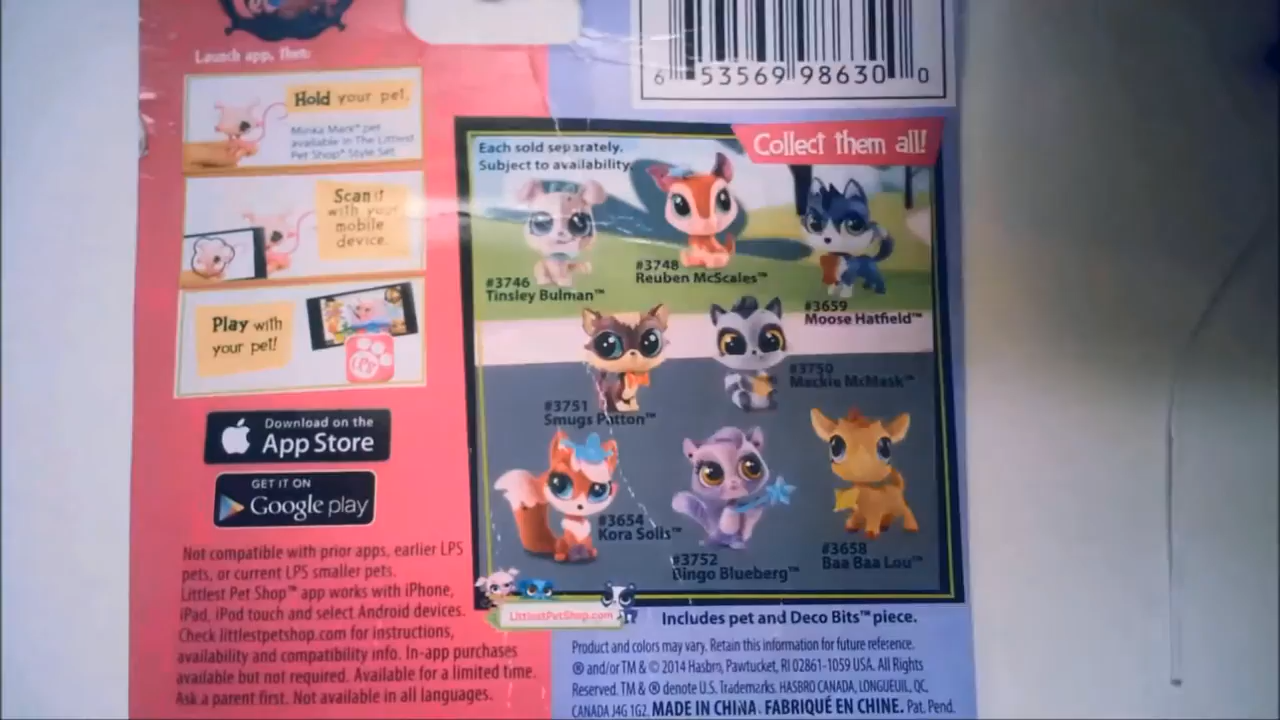 Launch app, then:
Hold your pet.
Minka Mark™ pet
available in The Littlest
Pet Shop® Style Set.
Scan it
with your
mobile
device.
Play with
your pet!
LPS
Download on the
App Store
GET IT ON
Google play
Not compatible with prior apps, earlier LPS
pets, or current LPS smaller pets.
Littlest Pet Shop™ app works with iPhone,
iPad, iPod touch and select Android devices.
Check littlestpetshop.com for instructions,
availability and compatibility info. In-app purchases
available but not required. Available for a limited time.
Ask a parent first. Not available in all languages.
6 53569 98630 0
Collect them all!
Each sold separately.
Subject to availability.
#3746
Tinsley Bulman™
#3748
Reuben McScales™
#3659
Moose Hatfield™
#3751
Smugs Patton™
#3750
Mackie McMask™
#3654
Kora Solis™
#3752
Bingo Blueberg™
#3658
Baa Baa Lou™
LittlestPetShop.com
Includes pet and Deco Bits™ piece.
Product and colors may vary. Retain this information for future reference.
® and/or TM & © 2014 Hasbro, Pawtucket, RI 02861-1059 USA. All Rights
Reserved. TM & ® denote U.S. Trademarks. HASBRO CANADA, LONGUEUIL, QC,
CANADA J4G 1G2. MADE IN CHINA. FABRIQUÉ EN CHINE. Pat. Pend.